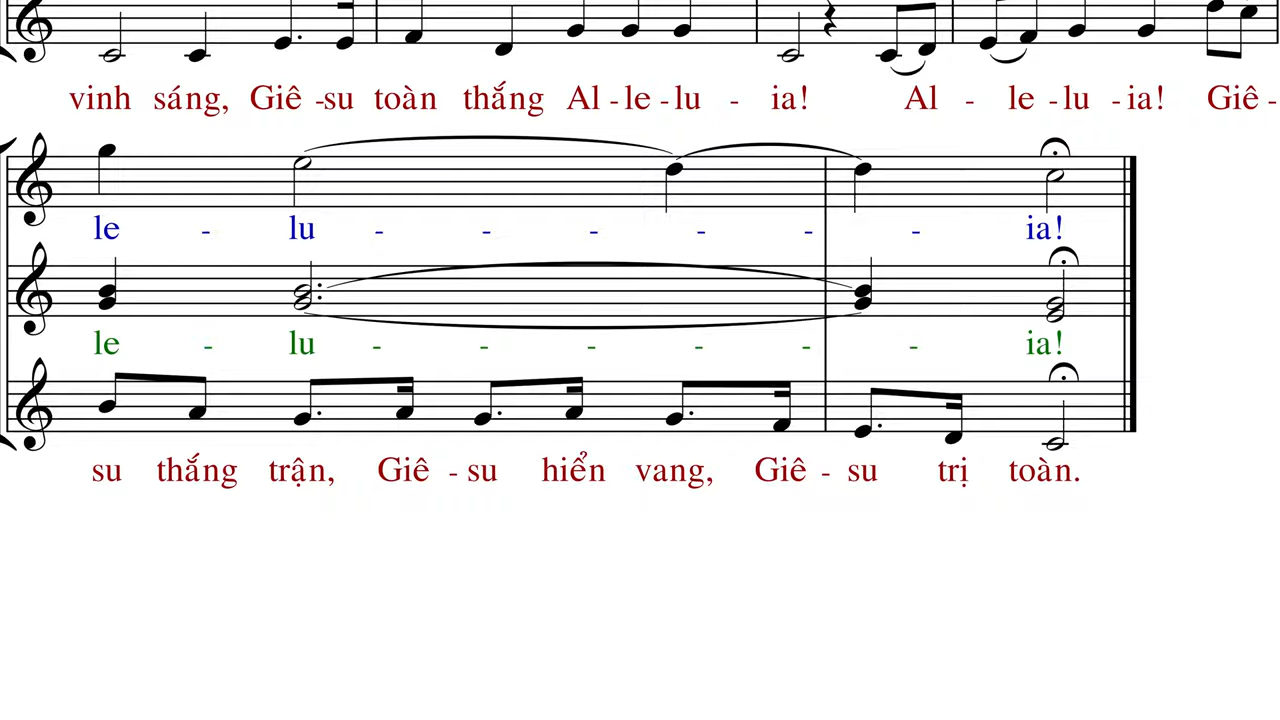 vinh sáng, Giê - su toàn thắng Al - le - lu - ia! Al - le - lu - ia! Giê -
le - lu - - - - - - ia!
le - lu - - - - - - ia!
su thắng trận, Giê - su hiển vang, Giê - su trị toàn.